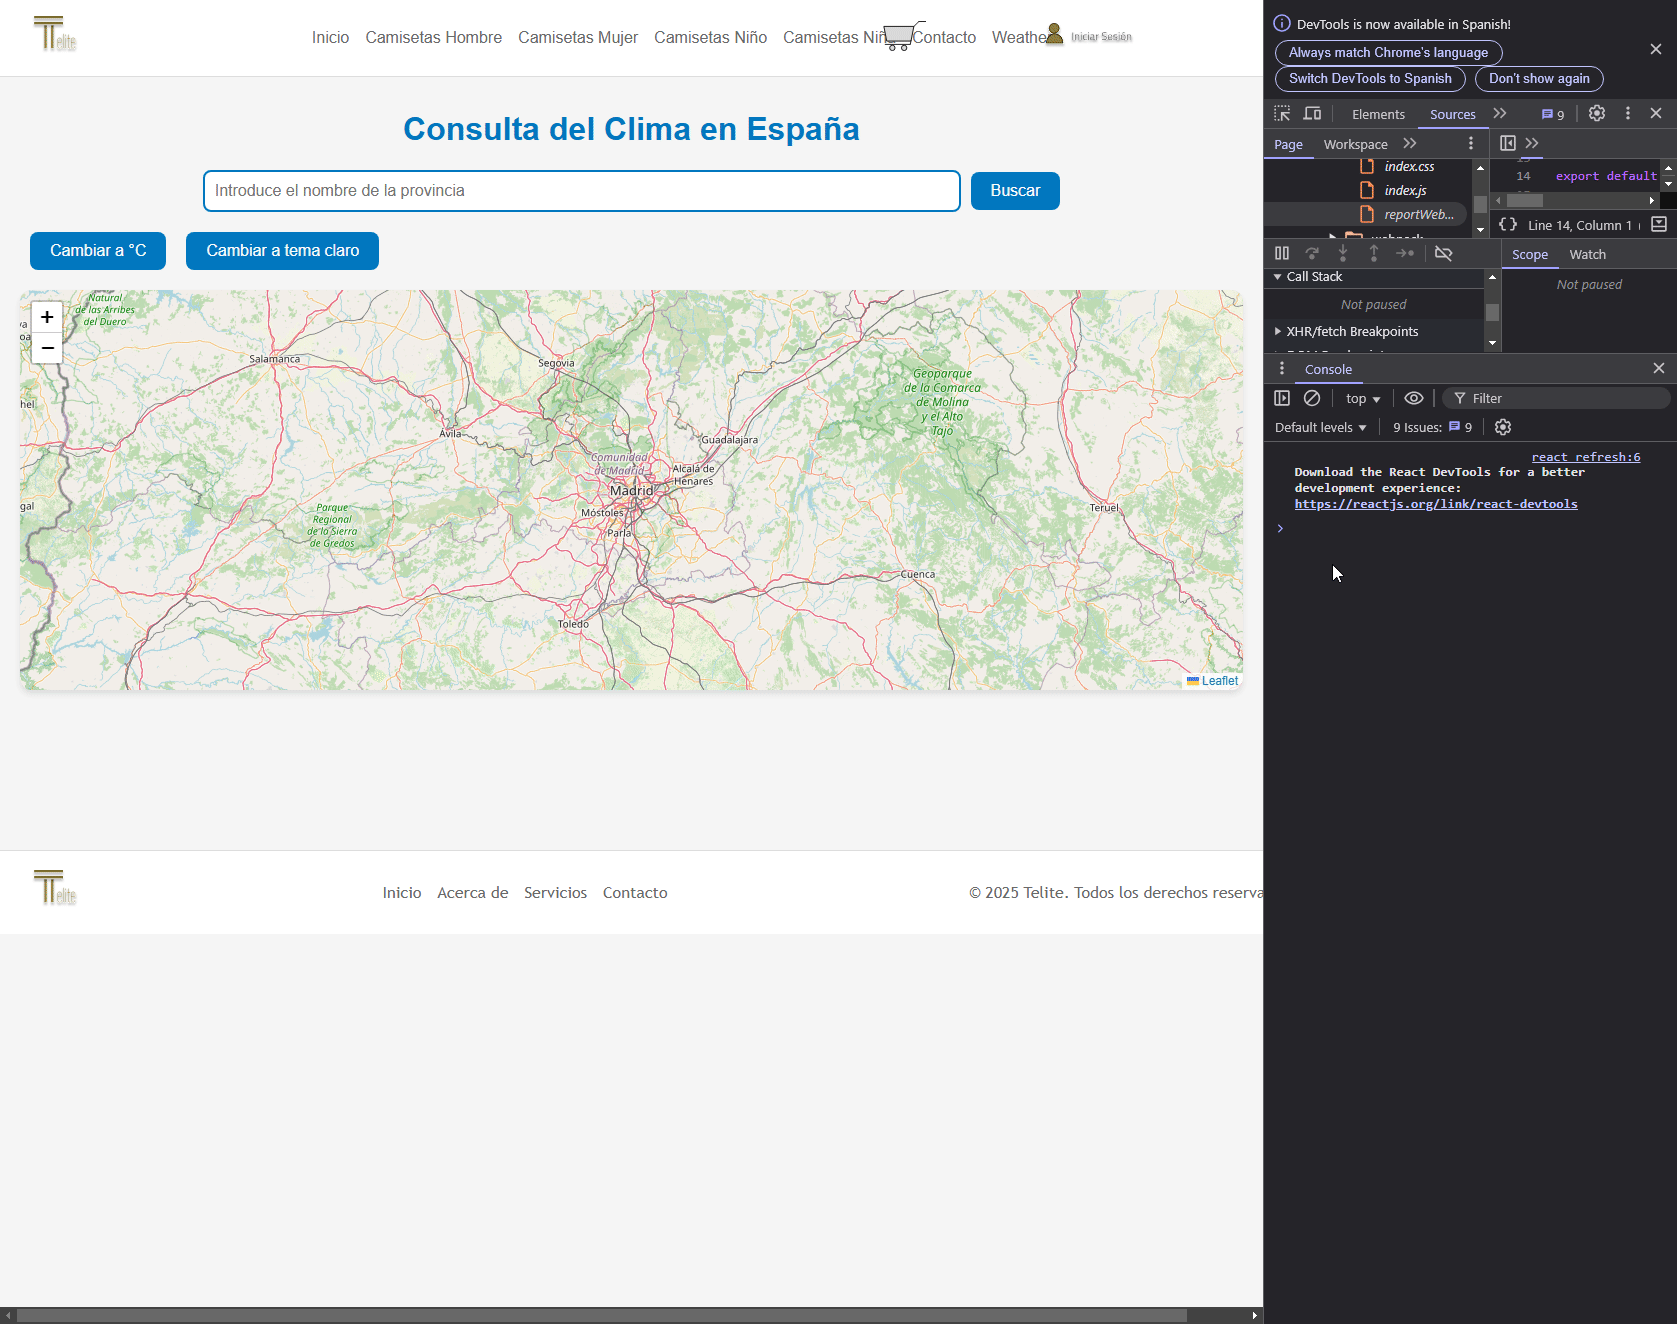 Telite
Inicio Camisetas Hombre Camisetas Mujer Camisetas Niño Camisetas Niña Contacto Weather Iniciar Sesión
Consulta del Clima en España
Introduce el nombre de la provincia
Buscar
Cambiar a °C
Cambiar a tema claro
+
−
Natural
de las Arribes
del Duero
Salamanca
Segovia
Geoparque
de la Comarca
de Molina
y el Alto
Tajo
hel
Ávila
Guadalajara
Comunidad
de Madrid
Alcalá de
Henares
Madrid
gal
Parque
Regional
de la Sierra
de Gredos
Móstoles
Parla
Teruel
Cuenca
Toledo
Leaflet
Telite
Inicio Acerca de Servicios Contacto
© 2025 Telite. Todos los derechos reserva
DevTools is now available in Spanish!
Always match Chrome's language
Switch DevTools to Spanish
Don't show again
Elements Sources 9
Page Workspace
index.css
index.js
reportWeb...
webpack
14 export default
{} Line 14, Column 1
Scope Watch
Call Stack
Not paused
Not paused
XHR/fetch Breakpoints
Console
top
Filter
Default levels
9 Issues: 9
react refresh:6
Download the React DevTools for a better
development experience:
https://reactjs.org/link/react-devtools